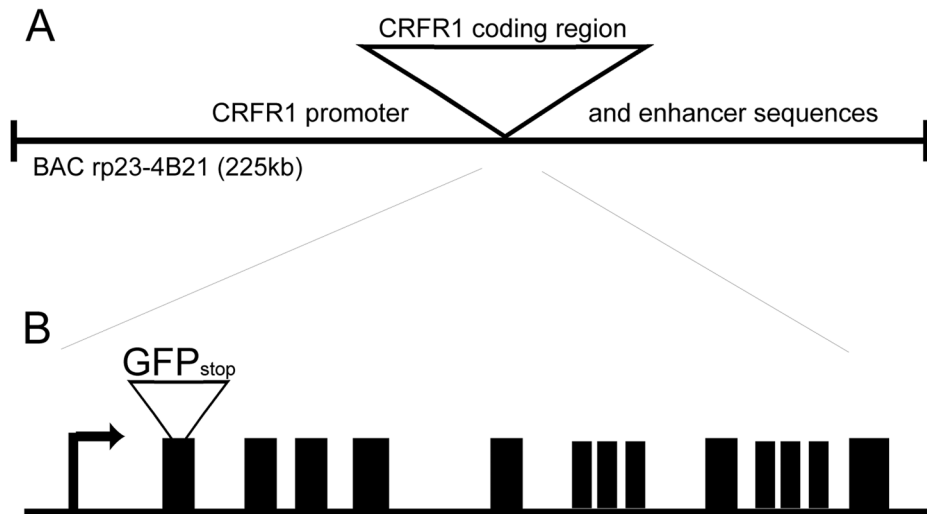 A
CRFR1 coding region
CRFR1 promoter
and enhancer sequences
BAC rp23-4B21 (225kb)
B
GFPstop